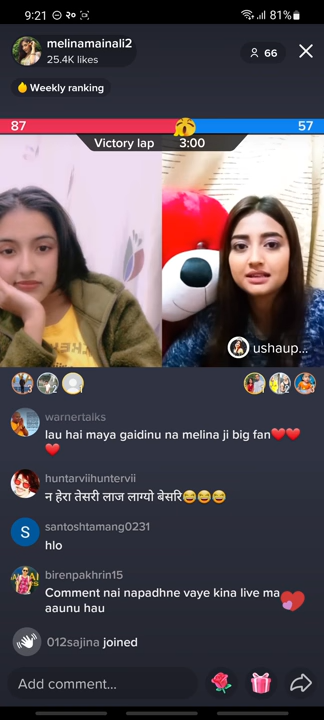 9:21 २० 81%
melinamainali2
25.4K likes
66
Weekly ranking
87 57
Victory lap 3:00
ushaup...
warnertalks
lau hai maya gaidinu na melina ji big fan❤️❤️
❤️
huntarviihuntervii
न हेरा तेसरी लाज लाग्यो बेसरि😂😂😂
S santoshtamang0231
hlo
birenpakhrin15
Comment nai napadhne vaye kina live ma
aaunu hau
012sajina joined
Add comment...